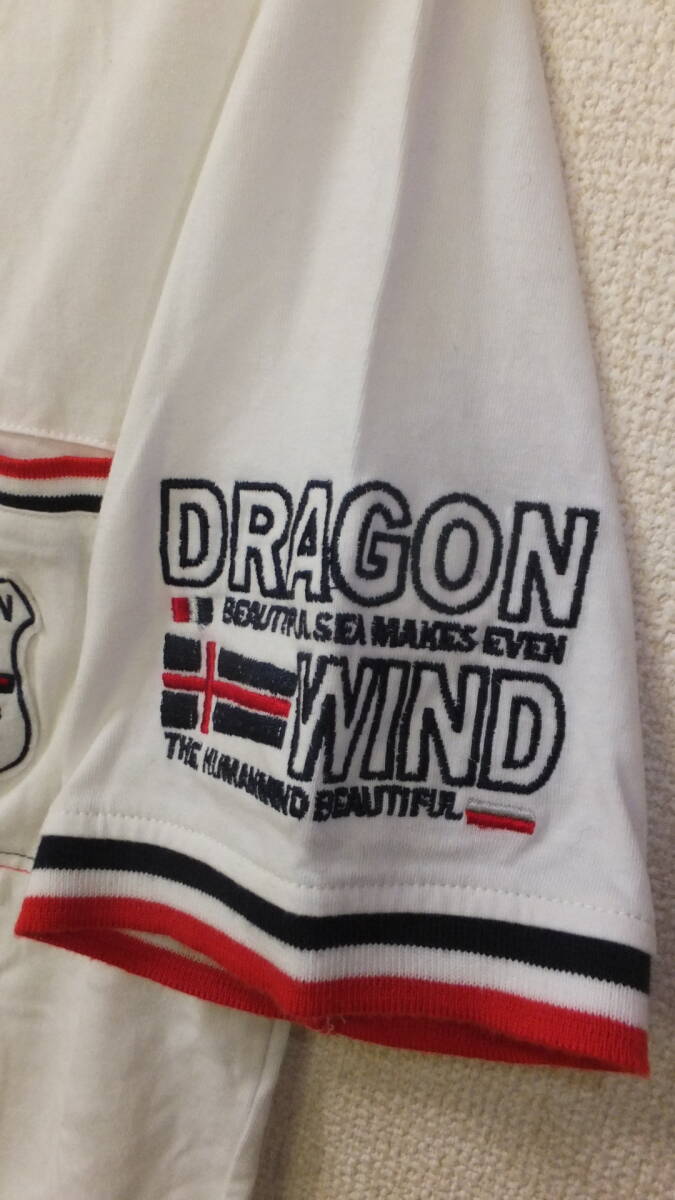 DRAGON
BEAUTIFUL SEA MAKES EVEN
WIND
THE HUMANMIND BEAUTIFUL
N